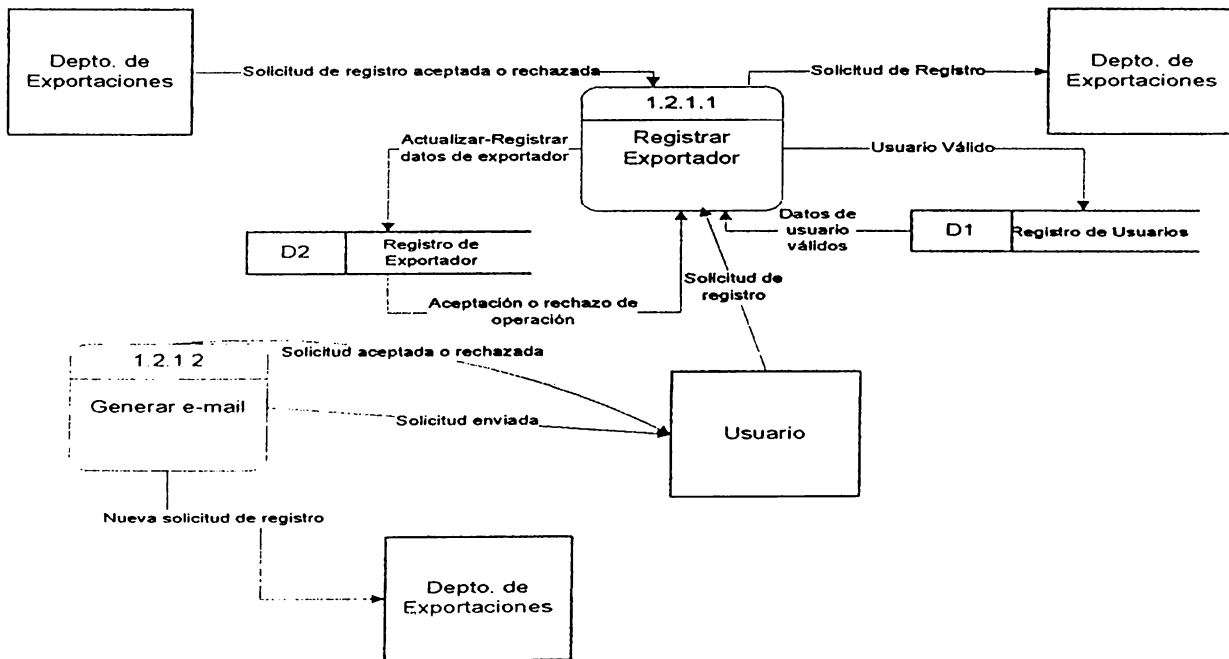 Depto. de
Exportaciones
Solicitud de registro aceptada o rechazada
Solicitud de Registro
Depto. de
Exportaciones
1.2.1.1
Registrar
Exportador
Actualizar-Registrar
datos de exportador
Usuario Válido
D2
Registro de
Exportador
Datos de
usuario
válidos
D1
Registro de Usuarios
Solicitud de
registro
Aceptación o rechazo de
operación
1.2.1 2
Generar e-mail
Solicitud aceptada o rechazada
Solicitud enviada
Usuario
Nueva solicitud de registro
Depto. de
Exportaciones